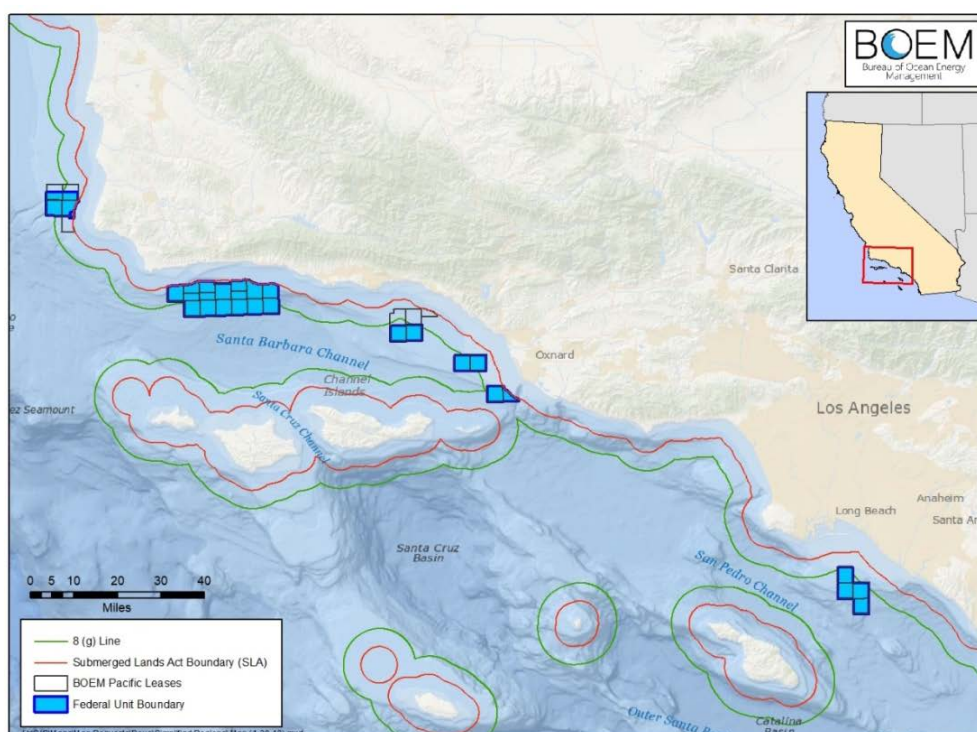 BOEM
Bureau of Ocean Energy
Management
Santa Clarita
Santa Barbara Channel
Oxnard
Channel
Islands
Santa Cruz Channel
ez Seamount
Los Angeles
Anaheim
Long Beach
Santa An
Santa Cruz
Basin
San Pedro Channel
0 5 10 20 30 40
Miles
8 (g) Line
Submerged Lands Act Boundary (SLA)
BOEM Pacific Leases
Federal Unit Boundary
Outer Santa
Catalina
Basin